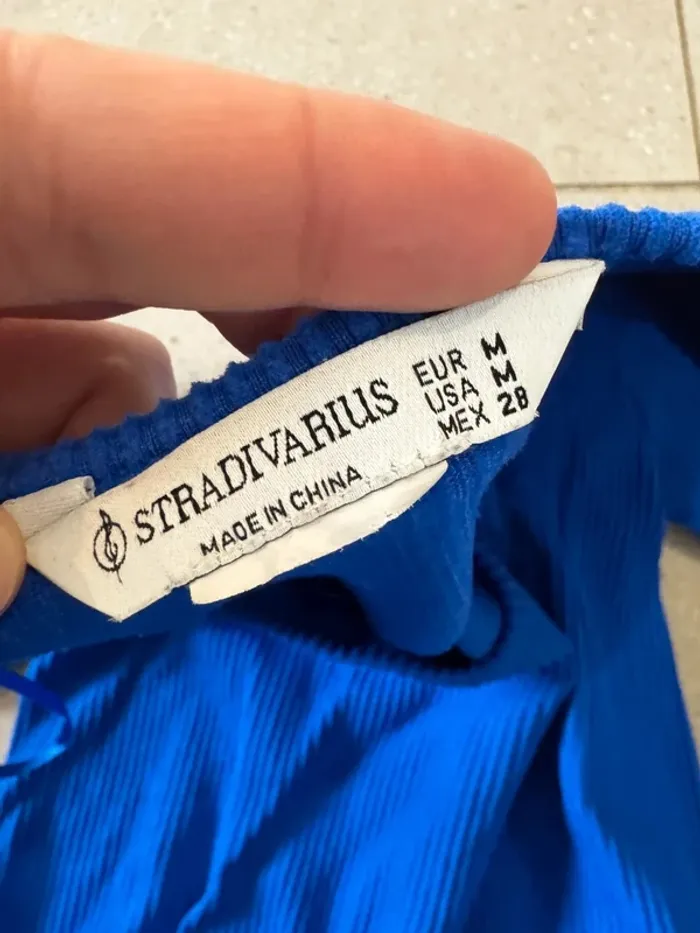 STRADIVARIUS
MADE IN CHINA
EUR M
USA M
MEX 28